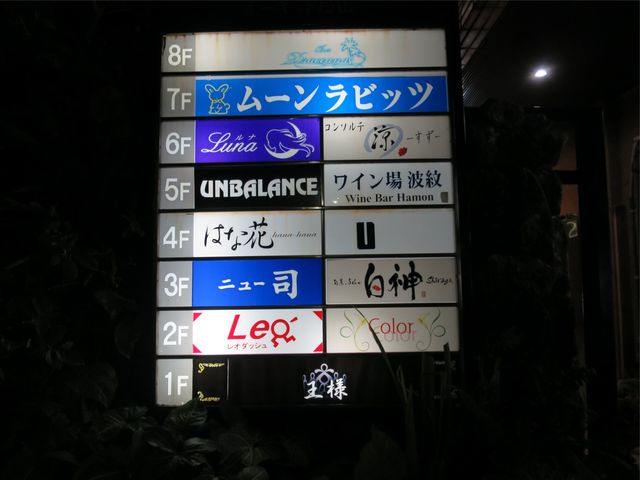 8F
7F ムーンラビッツ
6F ルナ Luna コンソルテ 涼 -すず-
5F UNBALANCE ワイン場 波紋
Wine Bar Hamon
4F はな花 hana-hana U
3F ニュー司 白神
2F Leo レオダッシュ Color
1F 王様